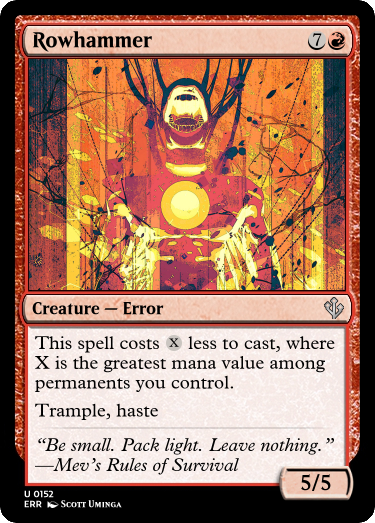 Rowhammer 7
Creature — Error
This spell costs X less to cast, where
X is the greatest mana value among
permanents you control.
Trample, haste
“Be small. Pack light. Leave nothing.”
—Mev’s Rules of Survival
5/5
U 0152
ERR Scott Uminga